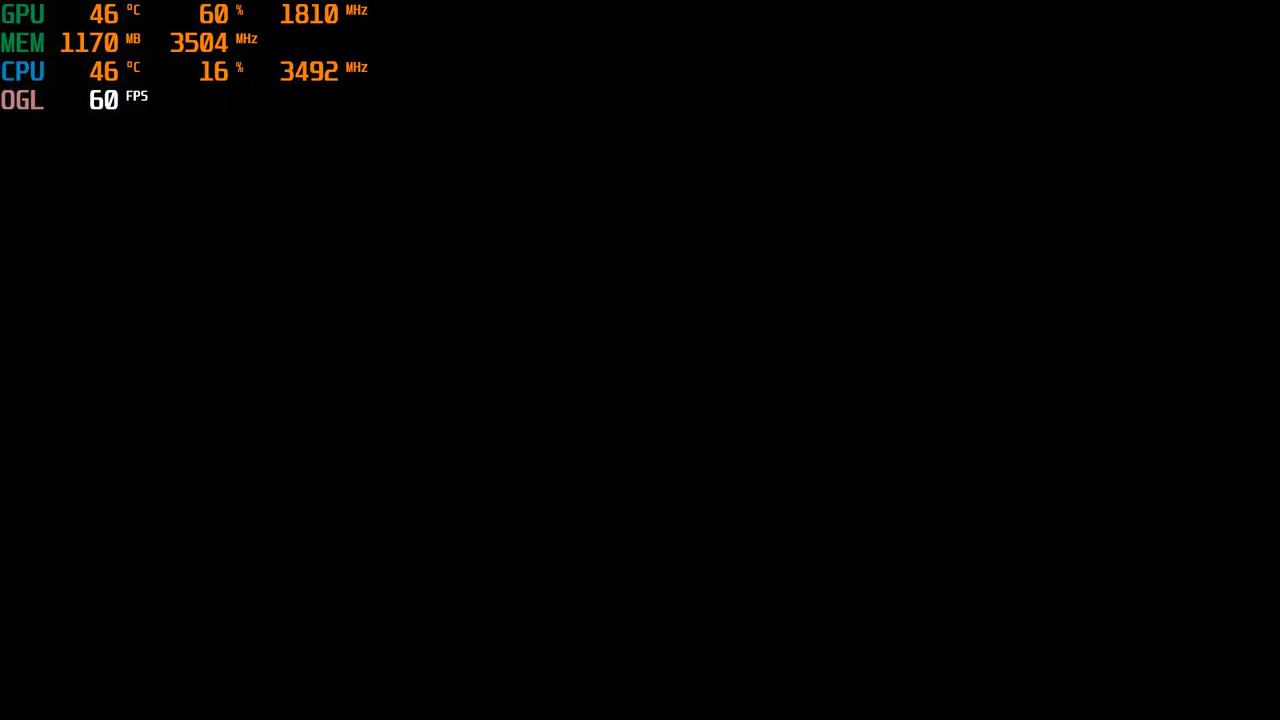 GPU 46 °C 60 % 1810 MHz
MEM 1170 MB 3504 MHz
CPU 46 °C 16 % 3492 MHz
OGL 60 FPS